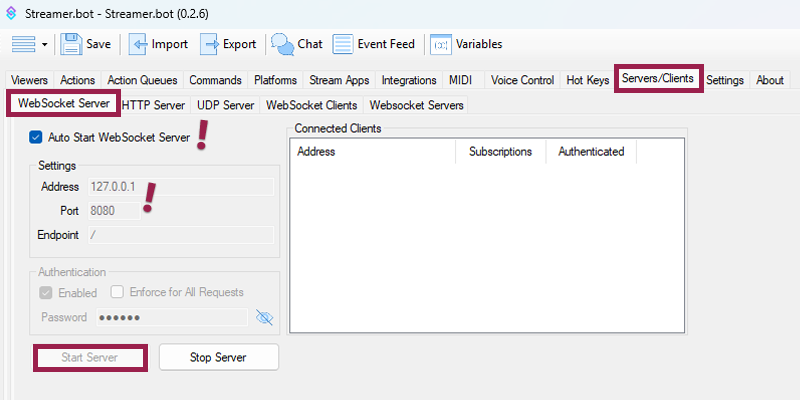 Streamer.bot - Streamer.bot (0.2.6)
Save Import Export Chat Event Feed {x} Variables
Viewers Actions Action Queues Commands Platforms Stream Apps Integrations MIDI Voice Control Hot Keys Servers/Clients Settings About
WebSocket Server HTTP Server UDP Server WebSocket Clients Websocket Servers
Auto Start WebSocket Server !
Settings
Address 127.0.0.1
Port 8080 !
Endpoint /
Authentication
Enabled Enforce for All Requests
Password ●●●●●●
Start Server Stop Server
Connected Clients
Address Subscriptions Authenticated